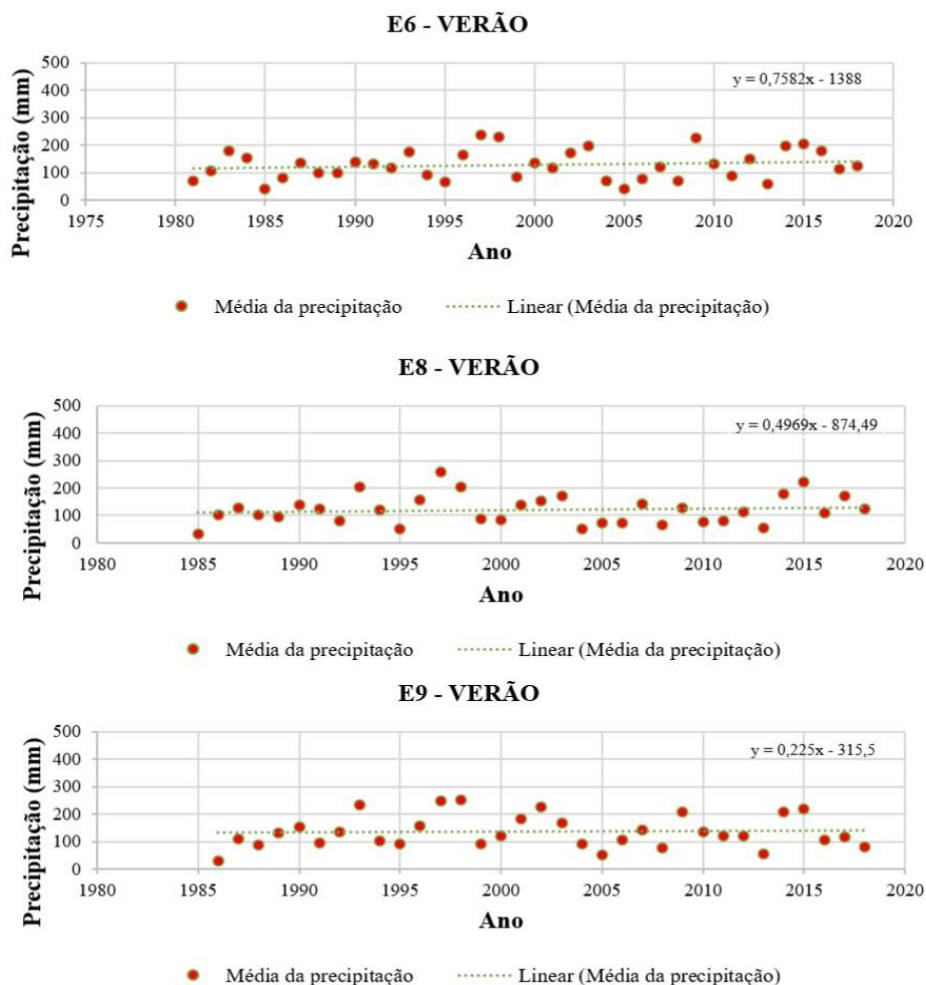 E6 - VERÃO
Precipitação (mm)
500
400
300
200
100
0
y = 0,7582x - 1388
1975 1980 1985 1990 1995 2000 2005 2010 2015 2020
Ano
Média da precipitação Linear (Média da precipitação)
E8 - VERÃO
Precipitação (mm)
500
400
300
200
100
0
y = 0,4969x - 874,49
1980 1985 1990 1995 2000 2005 2010 2015 2020
Ano
Média da precipitação Linear (Média da precipitação)
E9 - VERÃO
Precipitação (mm)
500
400
300
200
100
0
y = 0,225x - 315,5
1980 1985 1990 1995 2000 2005 2010 2015 2020
Ano
Média da precipitação Linear (Média da precipitação)